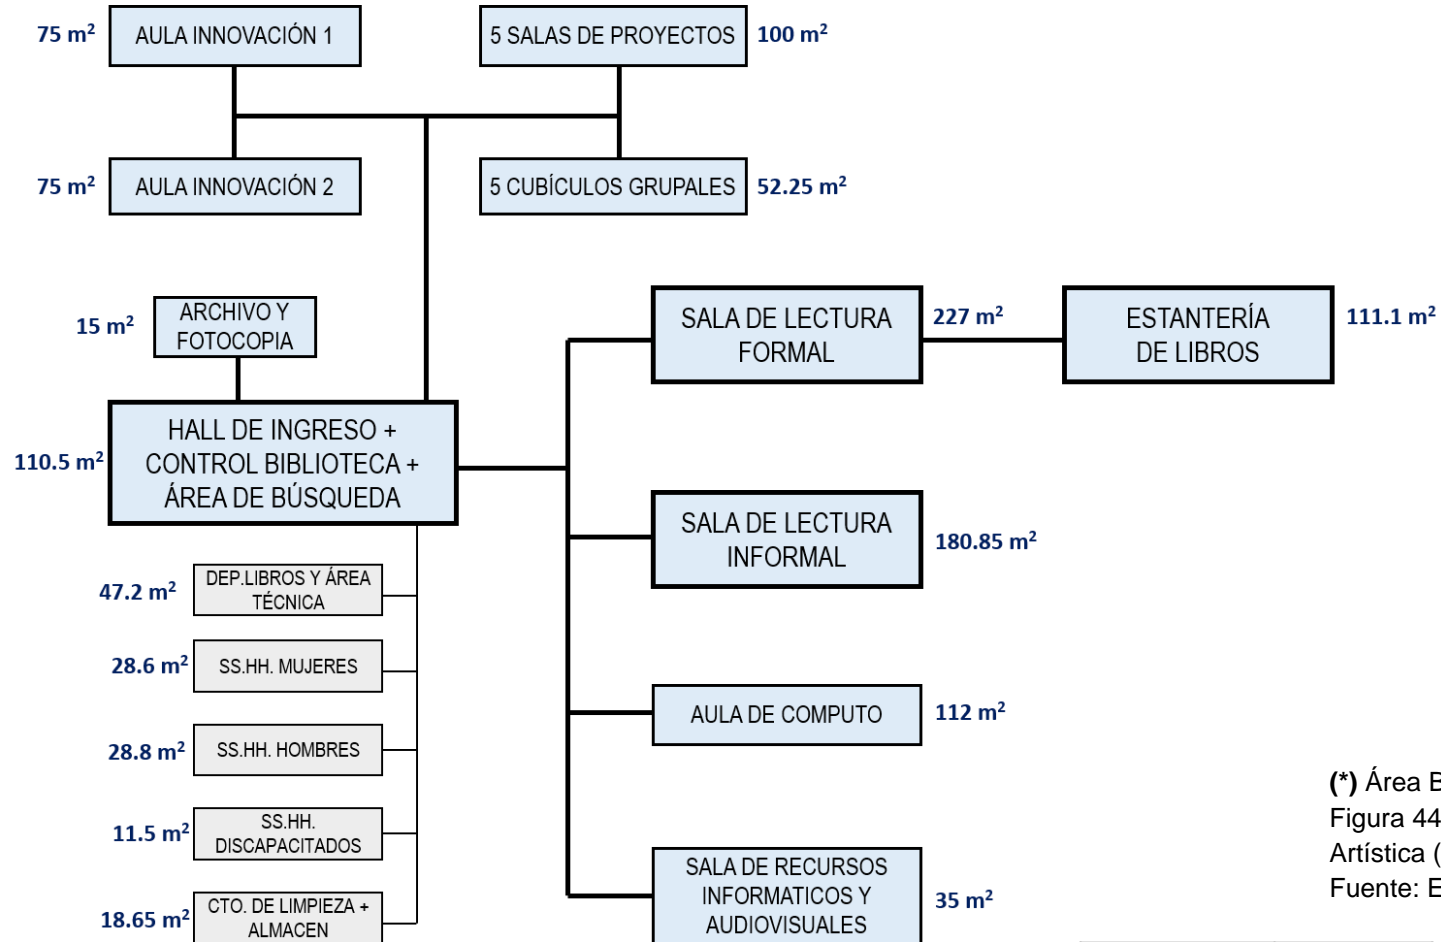 75 m²
AULA INNOVACIÓN 1
5 SALAS DE PROYECTOS
100 m²
75 m²
AULA INNOVACIÓN 2
5 CUBÍCULOS GRUPALES
52.25 m²
15 m²
ARCHIVO Y
FOTOCOPIA
SALA DE LECTURA
FORMAL
227 m²
ESTANTERÍA
DE LIBROS
111.1 m²
110.5 m²
HALL DE INGRESO +
CONTROL BIBLIOTECA +
ÁREA DE BÚSQUEDA
SALA DE LECTURA
INFORMAL
180.85 m²
47.2 m²
DEP.LIBROS Y ÁREA
TÉCNICA
28.6 m²
SS.HH. MUJERES
AULA DE COMPUTO
112 m²
28.8 m²
SS.HH. HOMBRES
11.5 m²
SS.HH.
DISCAPACITADOS
18.65 m²
CTO. DE LIMPIEZA +
ALMACEN
SALA DE RECURSOS
INFORMATICOS Y
AUDIOVISUALES
35 m²
(*) Área B
Figura 44
Artística (
Fuente: E